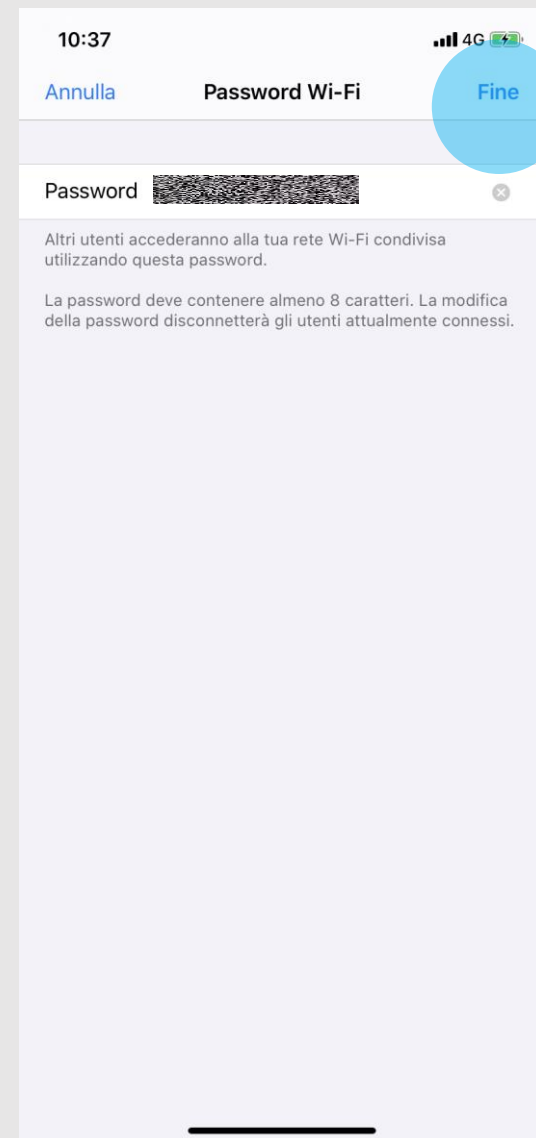 10:37 4G
Annulla Password Wi-Fi Fine
Password
Altri utenti accederanno alla tua rete Wi-Fi condivisa
utilizzando questa password.
La password deve contenere almeno 8 caratteri. La modifica
della password disconnetterà gli utenti attualmente connessi.